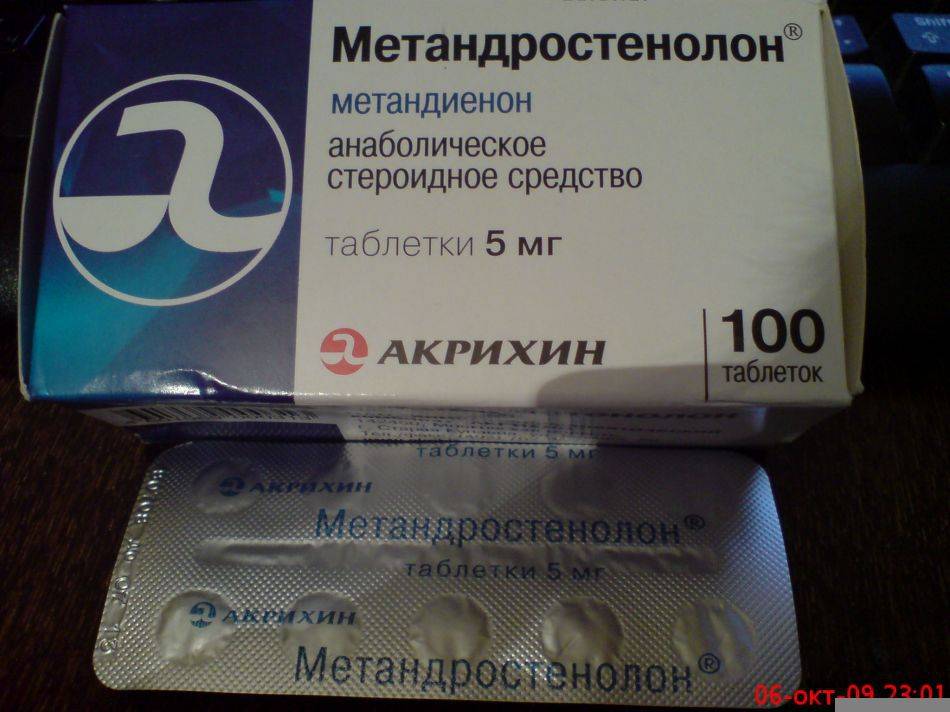 Метандростенолон®
метандиенон
анаболическое
стероидное средство
таблетки 5 мг
АКРИХИН
100
таблеток
таблетки 5 мг
АКРИХИН
Метандростенолон®
таблетки 5 мг
АКРИХИН
Метандростенолон®
06-окт-09 23:01
Shift